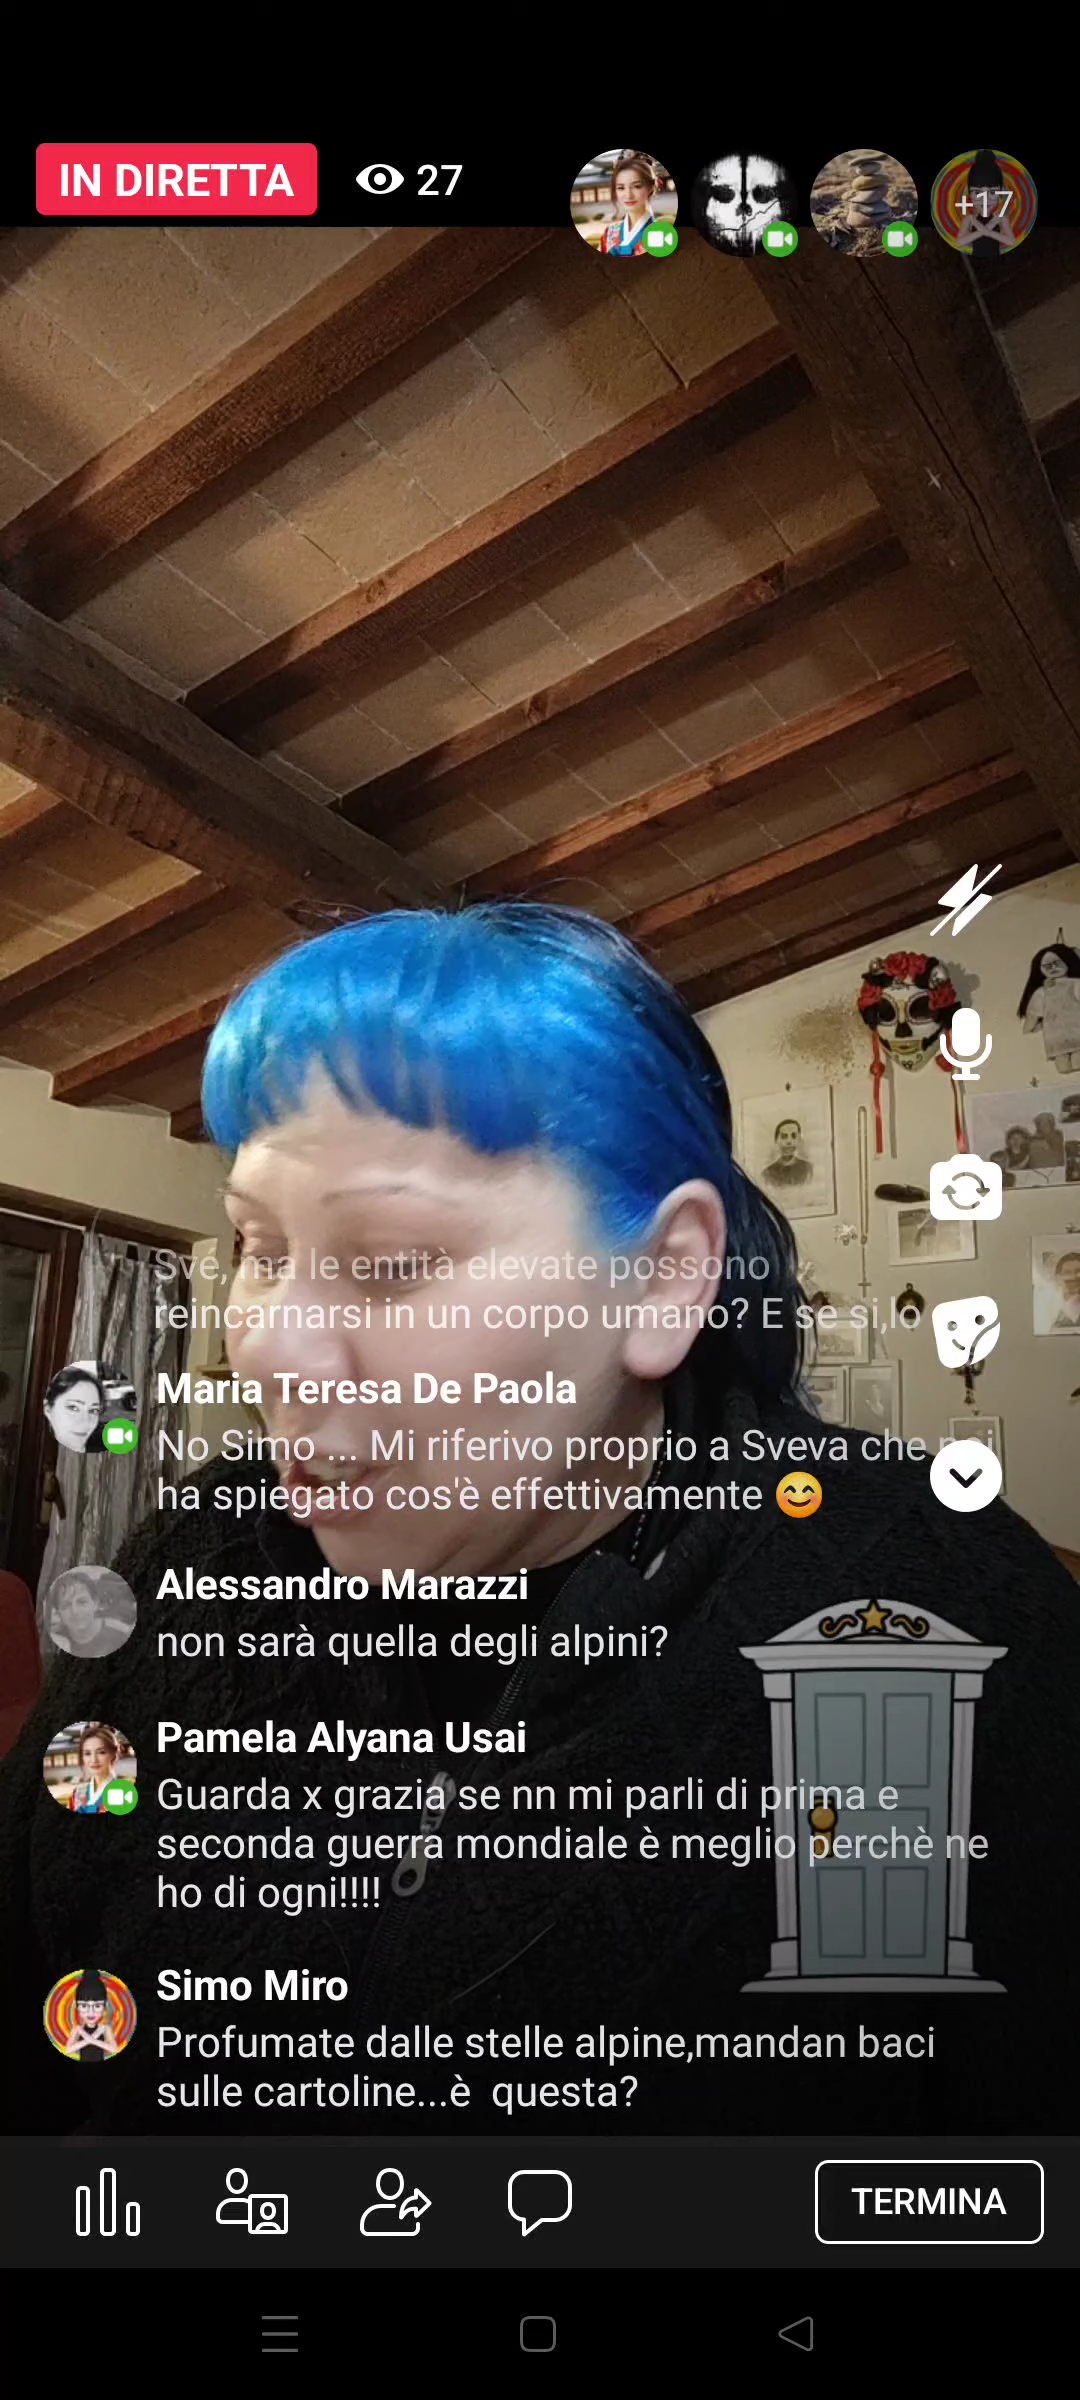 IN DIRETTA
27
+17
Své, ma le entità elevate possono
reincarnarsi in un corpo umano? E se si,lo
Maria Teresa De Paola
No Simo ... Mi riferivo proprio a Sveva che poi
ha spiegato cos'è effettivamente 😊
Alessandro Marazzi
non sarà quella degli alpini?
Pamela Alyana Usai
Guarda x grazia se nn mi parli di prima e
seconda guerra mondiale è meglio perchè ne
ho di ogni!!!!
Simo Miro
Profumate dalle stelle alpine,mandan baci
sulle cartoline...è  questa?
TERMINA